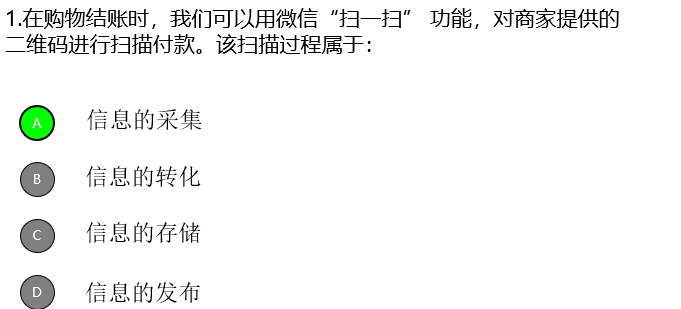 1.在购物结账时，我们可以用微信“扫一扫” 功能，对商家提供的
二维码进行扫描付款。该扫描过程属于：
A 信息的采集
B 信息的转化
C 信息的存储
D 信息的发布